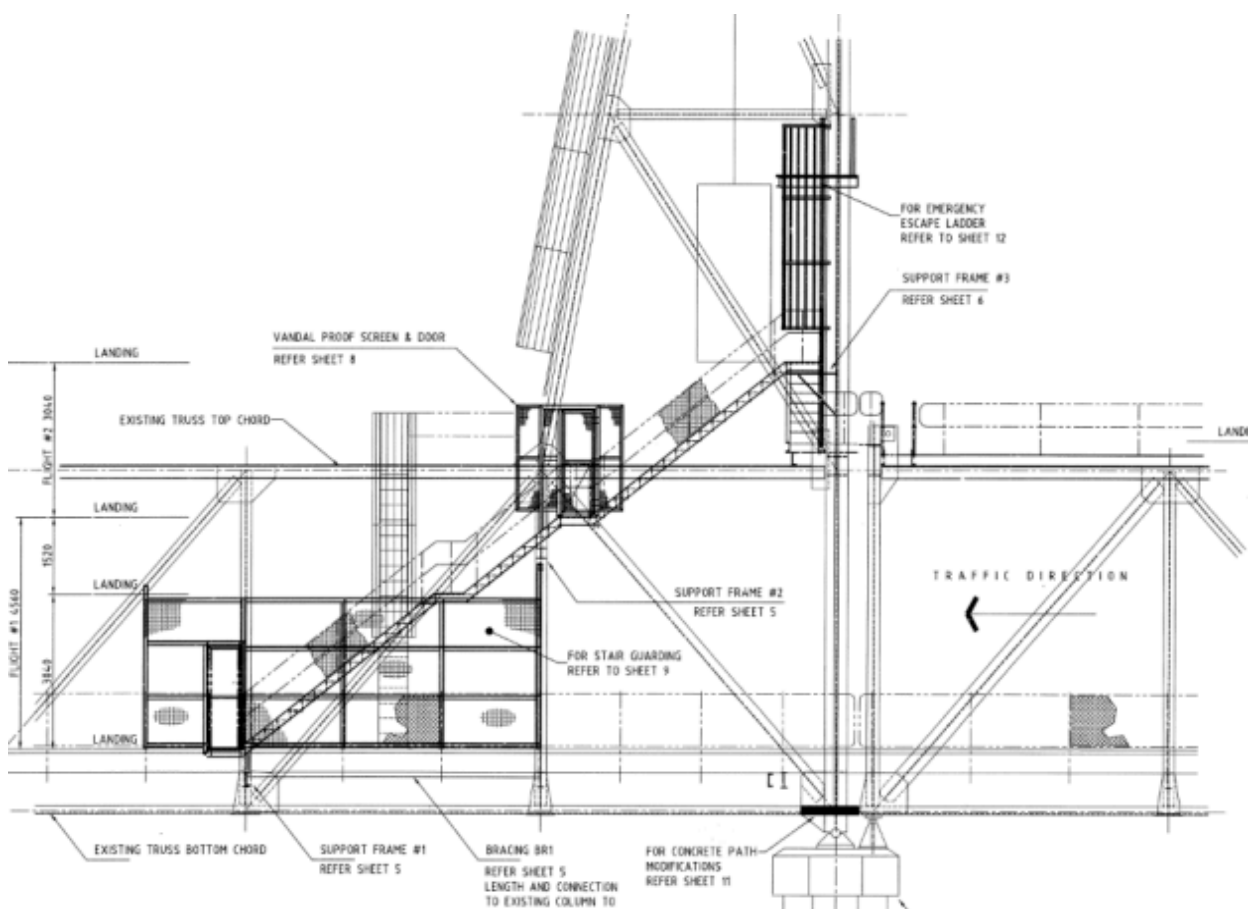 FOR EMERGENCY
ESCAPE LADDER
REFER TO SHEET 12
SUPPORT FRAME #3
REFER SHEET 6
VANDAL PROOF SCREEN & DOOR
REFER SHEET 8
LANDING
FLIGHT #2 3040
EXISTING TRUSS TOP CHORD
LAND
LANDING
1520
FLIGHT #1 4560
LANDING
3840
TRAFFIC DIRECTION
SUPPORT FRAME #2
REFER SHEET 5
FOR STAIR GUARDING
REFER TO SHEET 9
LANDING
EXISTING TRUSS BOTTOM CHORD
SUPPORT FRAME #1
REFER SHEET 5
BRACING BR1
REFER SHEET 5
LENGTH AND CONNECTION
TO EXISTING COLUMN TO
FOR CONCRETE PATH
MODIFICATIONS
REFER SHEET 11